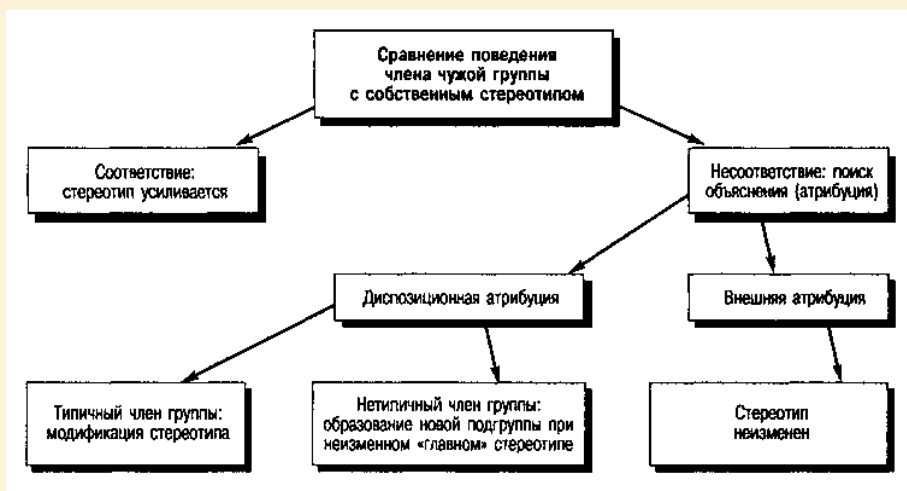 Сравнение поведения
члена чужой группы
с собственным стереотипом
Соответствие:
стереотип усиливается
Несоответствие: поиск
объяснения (атрибуция)
Диспозиционная атрибуция
Внешняя атрибуция
Типичный член группы:
модификация стереотипа
Нетипичный член группы:
образование новой подгруппы при
неизменном «главном» стереотипе
Стереотип
неизменен